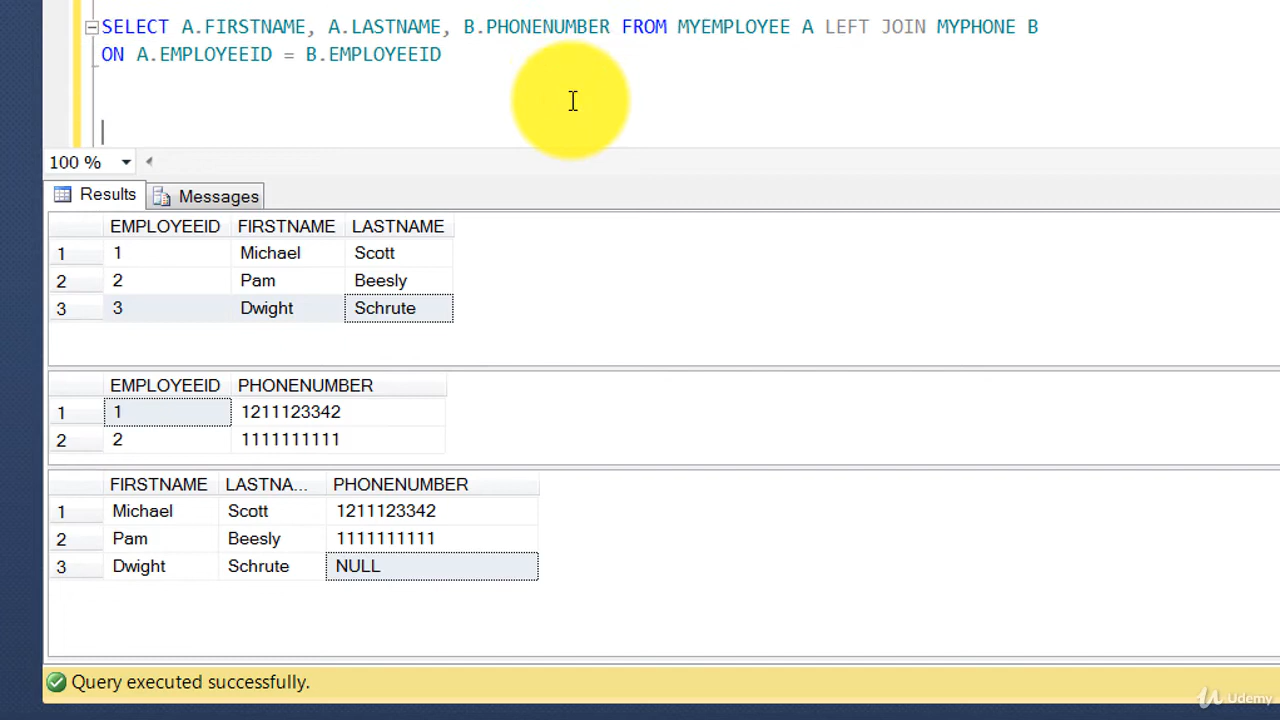 SELECT A.FIRSTNAME, A.LASTNAME, B.PHONENUMBER FROM MYEMPLOYEE A LEFT JOIN MYPHONE B
ON A.EMPLOYEEID = B.EMPLOYEEID
100 %
Results Messages
EMPLOYEEID FIRSTNAME LASTNAME
1 1 Michael Scott
2 2 Pam Beesly
3 3 Dwight Schrute
EMPLOYEEID PHONENUMBER
1 1 1211123342
2 2 1111111111
FIRSTNAME LASTNA... PHONENUMBER
1 Michael Scott 1211123342
2 Pam Beesly 1111111111
3 Dwight Schrute NULL
Query executed successfully.
Udemy